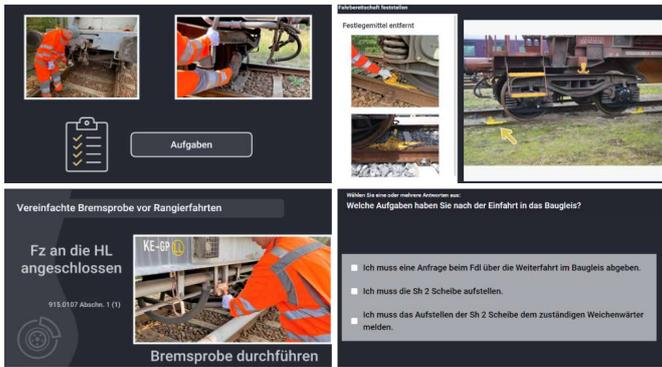 Aufgaben
Fahrbereitschaft feststellen
Festlegemittel entfernt
Vereinfachte Bremsprobe vor Rangierfahrten
Fz an die HL
angeschlossen
915.0107 Abschn. 1 (1)
KE-GP LL
Bremsprobe durchführen
Wählen Sie eine oder mehrere Antworten aus:
Welche Aufgaben haben Sie nach der Einfahrt in das Baugleis?
Ich muss eine Anfrage beim Fdl über die Weiterfahrt im Baugleis abgeben.
Ich muss die Sh 2 Scheibe aufstellen.
Ich muss das Aufstellen der Sh 2 Scheibe dem zuständigen Weichenwärter
melden.